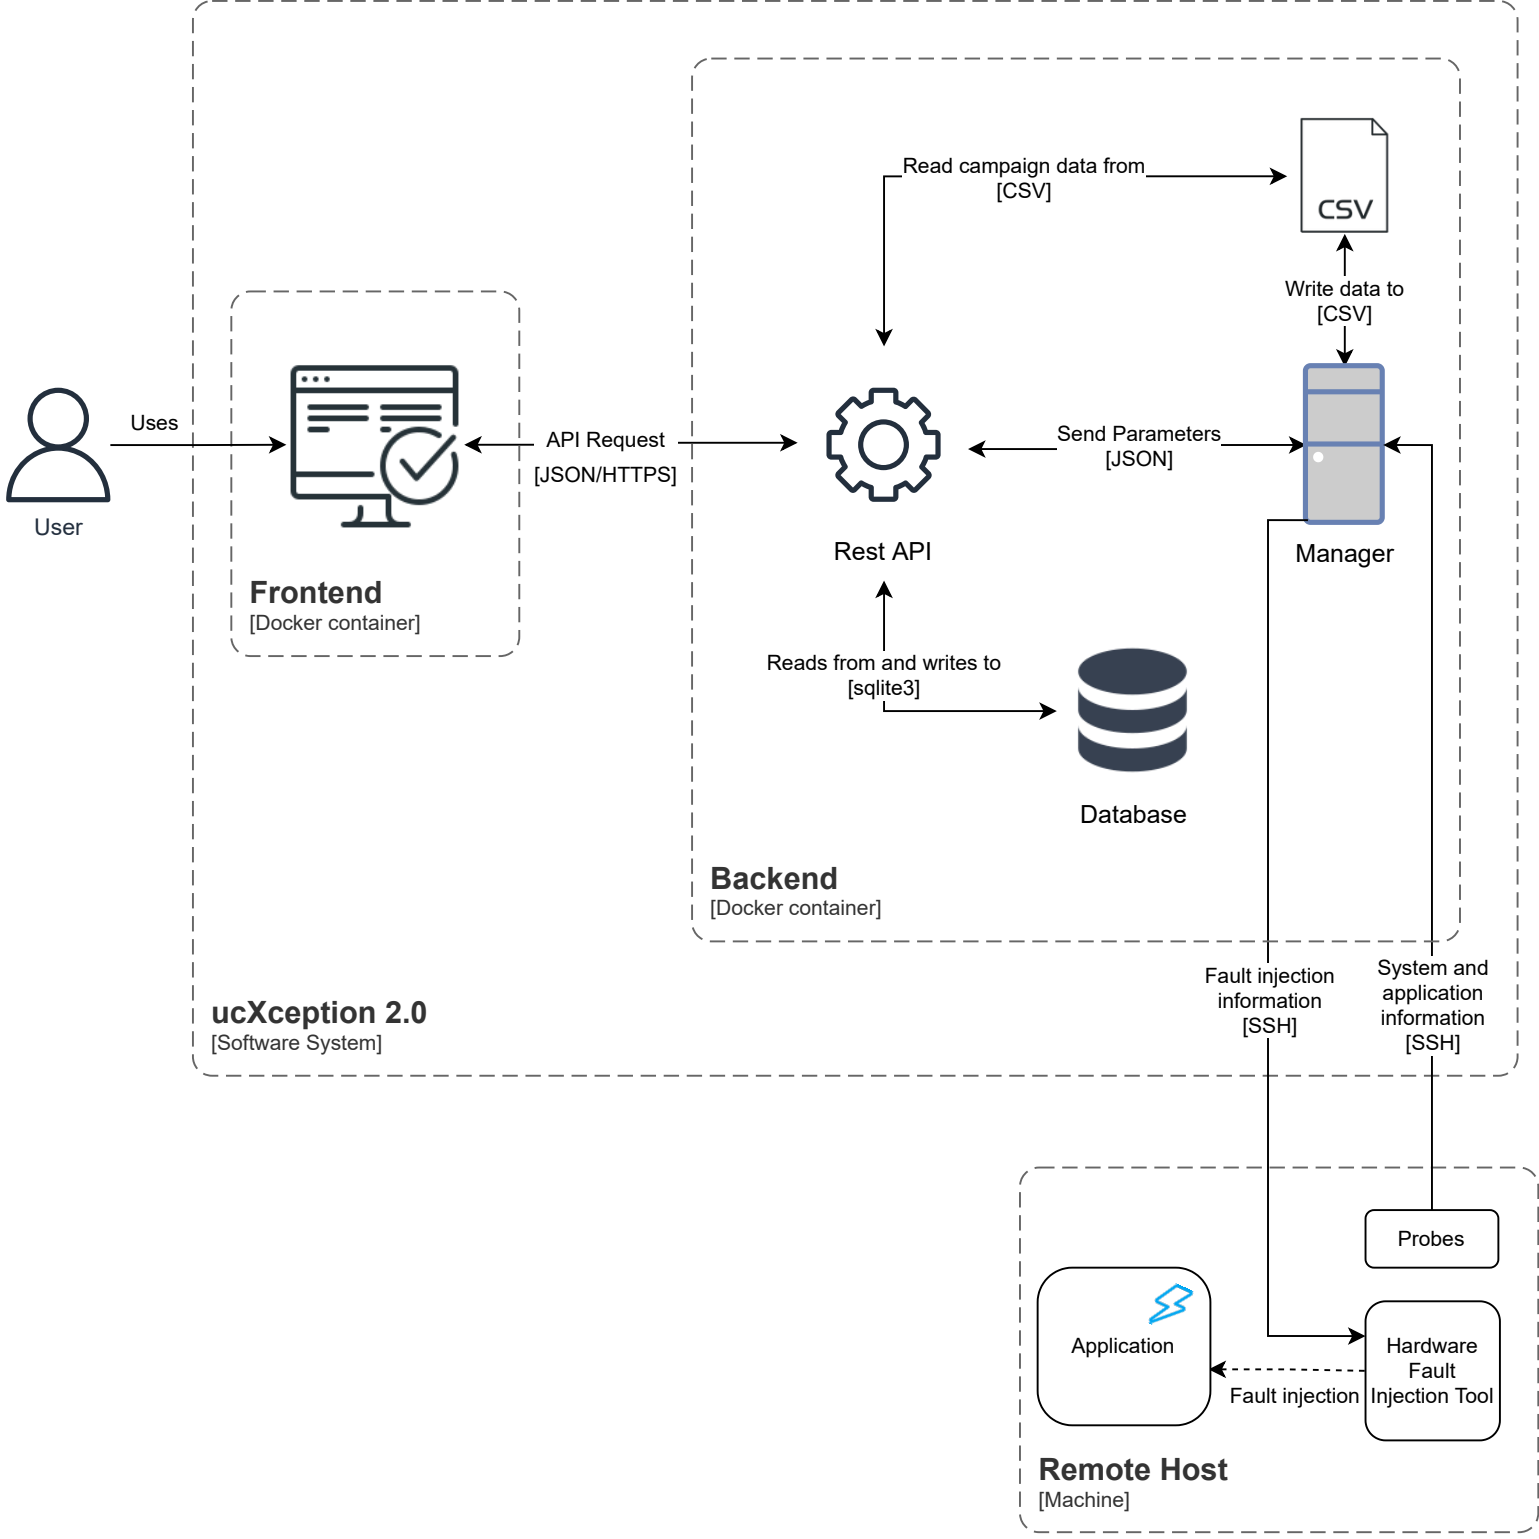 Read campaign data from
[CSV]
CSV
Write data to
[CSV]
Uses
User
API Request
[JSON/HTTPS]
Send Parameters
[JSON]
Rest API
Manager
Frontend
[Docker container]
Reads from and writes to
[sqlite3]
Database
Backend
[Docker container]
Fault injection
information
[SSH]
System and
application
information
[SSH]
ucXception 2.0
[Software System]
Probes
Application
Hardware
Fault
Injection Tool
Fault injection
Remote Host
[Machine]